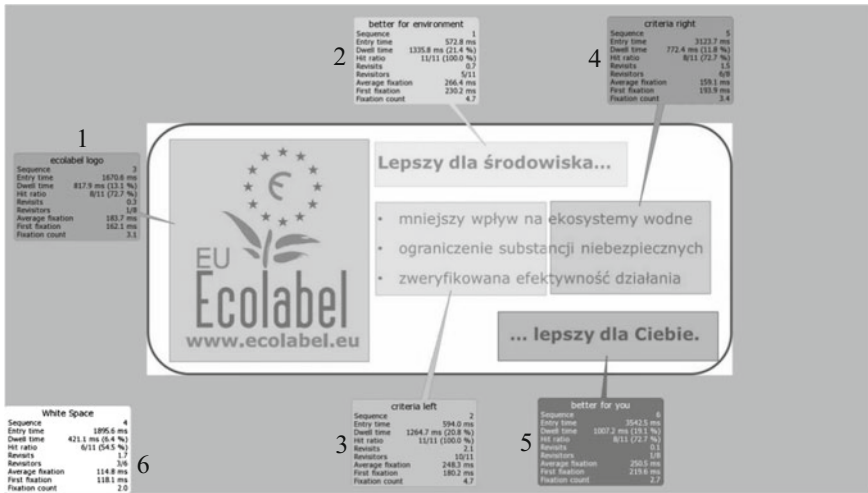 better for environment
Sequence 1
Entry time 572.8 ms
Dwell time 1335.8 ms (21.4 %)
Hit ratio 11/11 (100.0 %)
Revisits 0.7
Revisitors 5/11
Average fixation 266.4 ms
First fixation 230.2 ms
Fixation count 4.7
2
criteria right
Sequence 5
Entry time 3123.7 ms
Dwell time 772.4 ms (11.8 %)
Hit ratio 8/11 (72.7 %)
Revisits 1.5
Revisitors 6/8
Average fixation 159.1 ms
First fixation 193.9 ms
Fixation count 3.4
4
1
ecolabel logo
Sequence 3
Entry time 1670.6 ms
Dwell time 817.9 ms (13.1 %)
Hit ratio 8/11 (72.7 %)
Revisits 0.3
Revisitors 1/8
Average fixation 183.7 ms
First fixation 162.1 ms
Fixation count 3.1
EU
Ecolabel
www.ecolabel.eu
Lepszy dla środowiska...
• mniejszy wpływ na ekosystemy wodne
• ograniczenie substancji niebezpiecznych
• zweryfikowana efektywność działania
... lepszy dla Ciebie.
White Space
Sequence 4
Entry time 1895.6 ms
Dwell time 421.1 ms (6.4 %)
Hit ratio 6/11 (54.5 %)
Revisits 1.7
Revisitors 3/6
Average fixation 114.8 ms
First fixation 118.1 ms
Fixation count 2.0
6
criteria left
Sequence 2
Entry time 594.0 ms
Dwell time 1264.7 ms (20.8 %)
Hit ratio 11/11 (100.0 %)
Revisits 2.1
Revisitors 10/11
Average fixation 248.3 ms
First fixation 180.2 ms
Fixation count 4.7
3
better for you
Sequence 6
Entry time 3542.5 ms
Dwell time 1007.2 ms (19.1 %)
Hit ratio 8/11 (72.7 %)
Revisits 0.1
Revisitors 1/8
Average fixation 250.5 ms
First fixation 219.6 ms
Fixation count 2.7
5